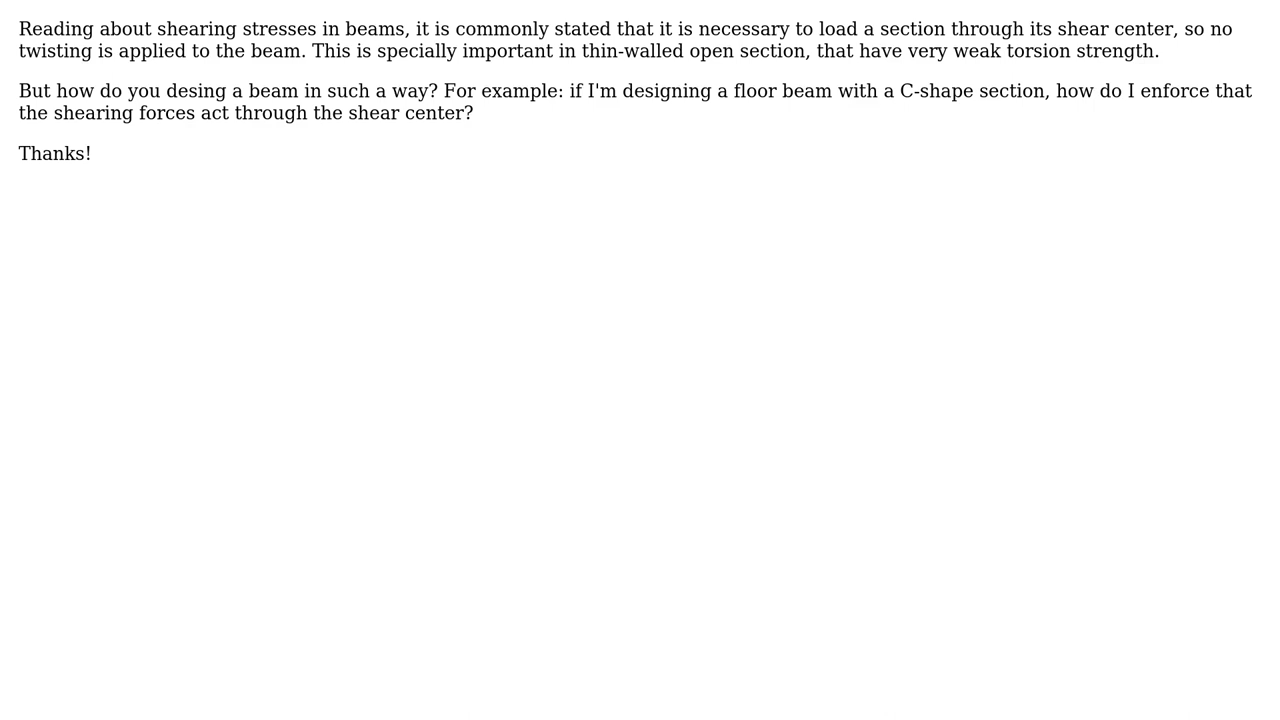 Reading about shearing stresses in beams, it is commonly stated that it is necessary to load a section through its shear center, so no
twisting is applied to the beam. This is specially important in thin-walled open section, that have very weak torsion strength.
But how do you desing a beam in such a way? For example: if I'm designing a floor beam with a C-shape section, how do I enforce that
the shearing forces act through the shear center?
Thanks!